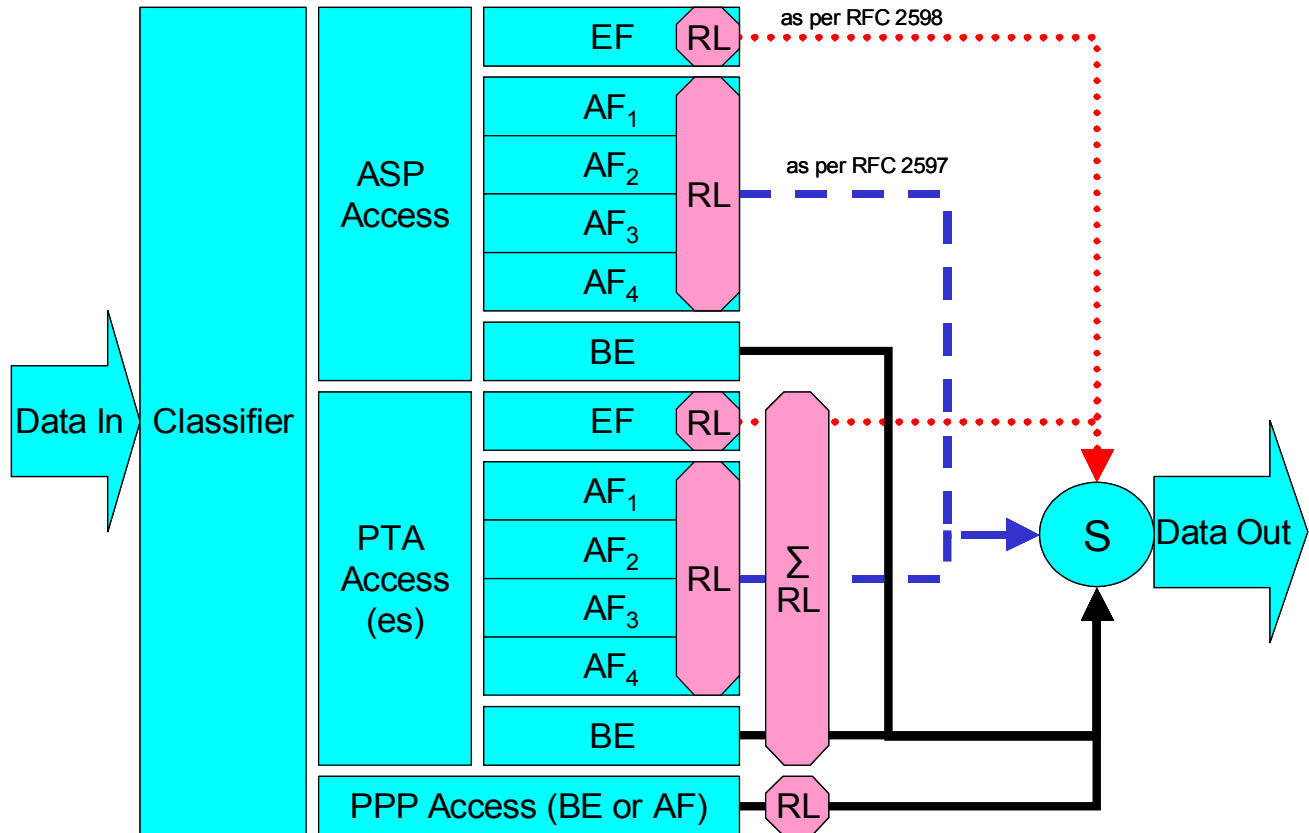 as per RFC 2598
EF
RL
AF1
AF2
AF3
AF4
RL
as per RFC 2597
ASP
Access
BE
Data In
Classifier
EF
RL
AF1
AF2
AF3
AF4
RL
PTA
Access
(es)
Σ
RL
S
Data Out
BE
PPP Access (BE or AF)
RL